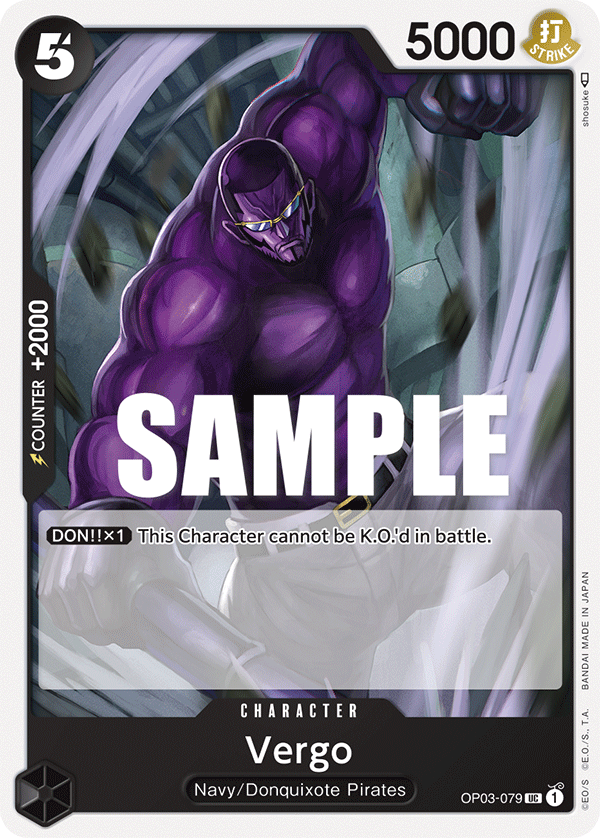 5
5000
打
STRIKE
shosuke
COUNTER +2000
SAMPLE
DON!!×1 This Character cannot be K.O.'d in battle.
CHARACTER
Vergo
Navy/Donquixote Pirates
OP03-079 UC 1
©EO/S ©E.O./S., T.A. BANDAI MADE IN JAPAN